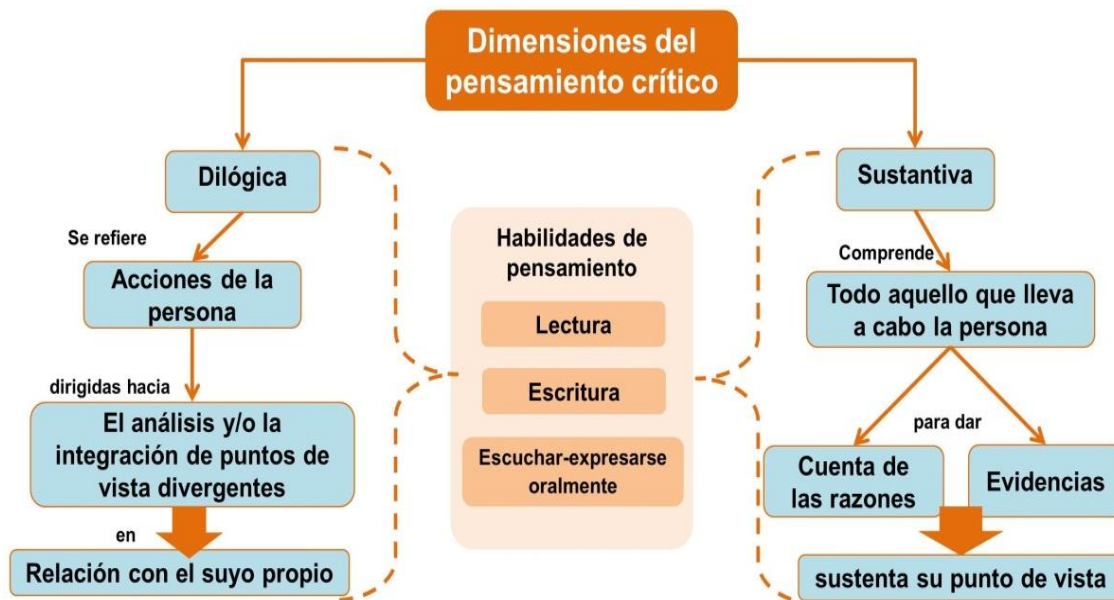 Dimensiones del
pensamiento crítico
Dilógica
Se refiere
Acciones de la
persona
dirigidas hacia
El análisis y/o la
integración de puntos de
vista divergentes
en
Relación con el suyo propio
Habilidades de
pensamiento
Lectura
Escritura
Escuchar-expresarse
oralmente
Sustantiva
Comprende
Todo aquello que lleva
a cabo la persona
para dar
Cuenta de
las razones
Evidencias
sustenta su punto de vista